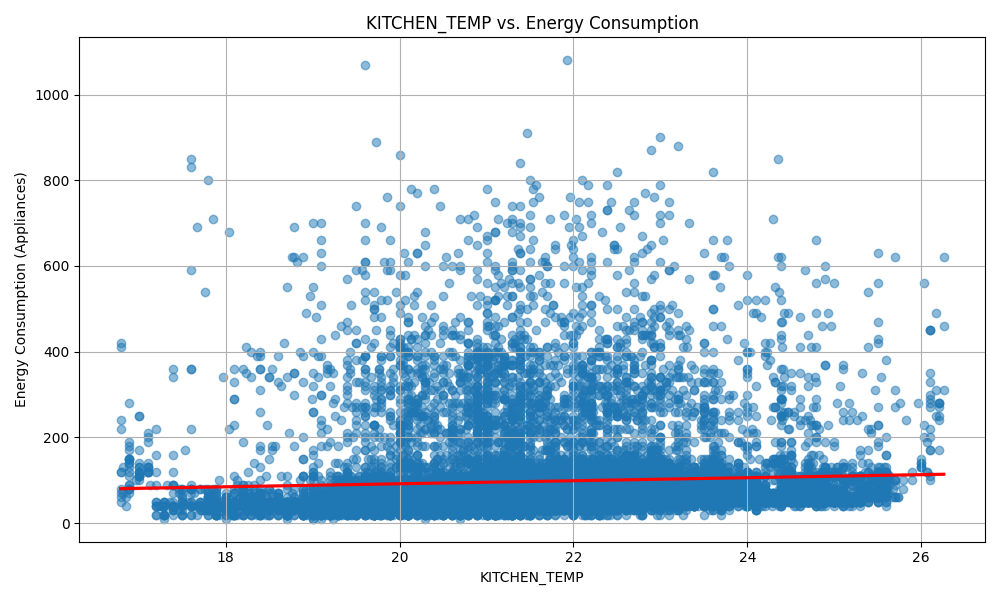 KITCHEN_TEMP vs. Energy Consumption
Energy Consumption (Appliances)
1000
800
600
400
200
0
18 20 22 24 26
KITCHEN_TEMP